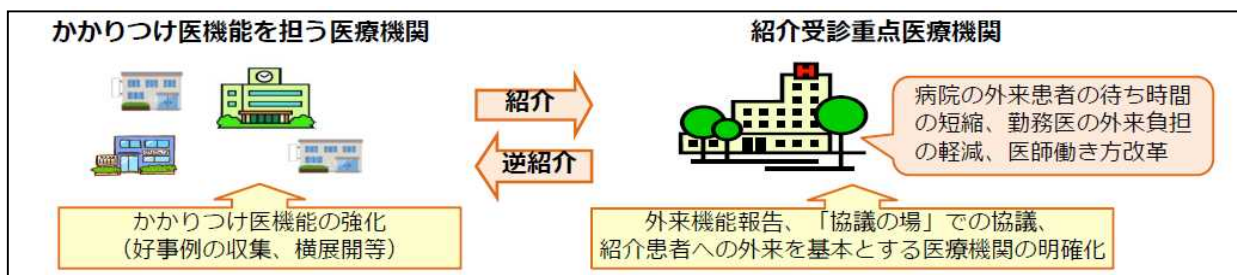 かかりつけ医機能を担う医療機関
紹介受診重点医療機関
紹介
逆紹介
H
病院の外来患者の待ち時間
の短縮、勤務医の外来負担
の軽減、医師働き方改革
かかりつけ医機能の強化
（好事例の収集、横展開等）
外来機能報告、「協議の場」での協議、
紹介患者への外来を基本とする医療機関の明確化